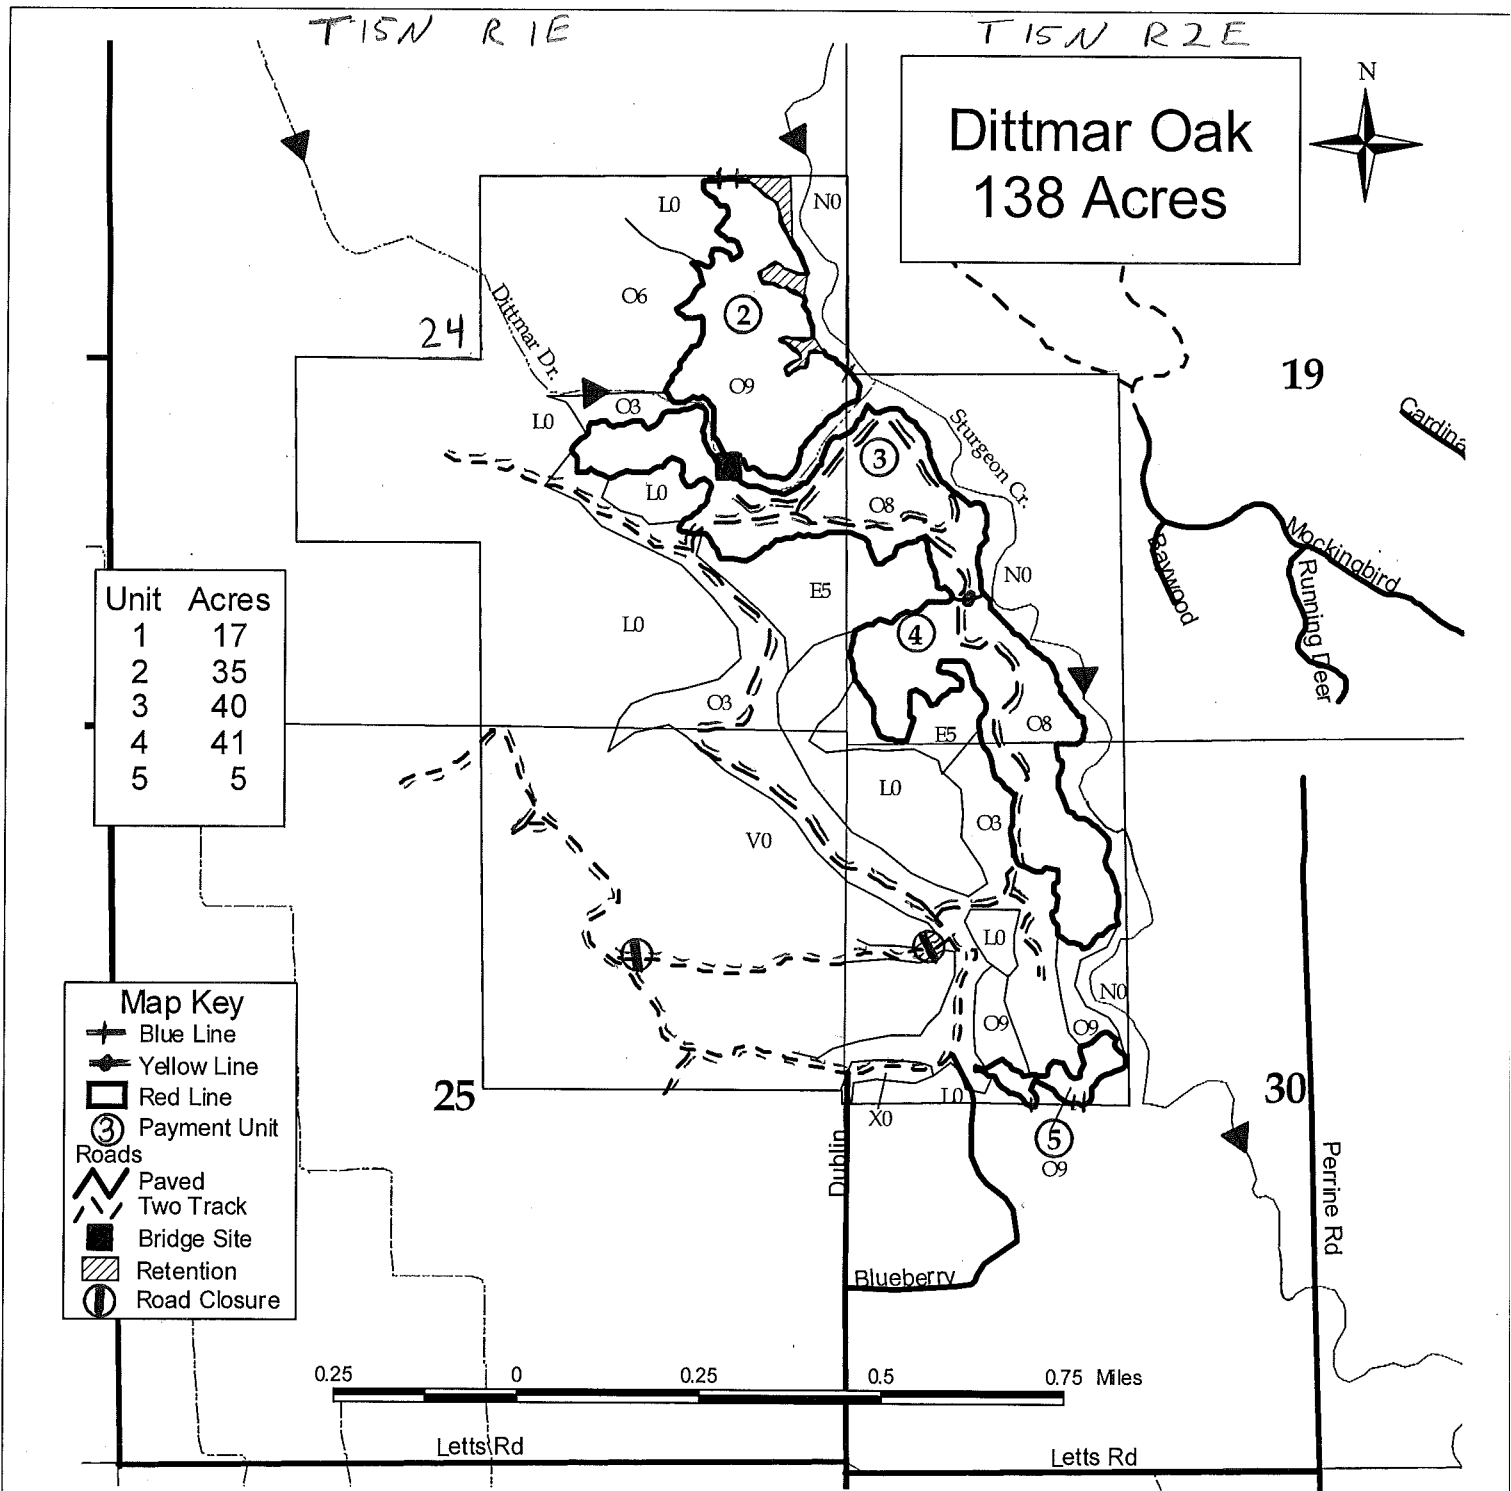 T15N R1E
T15N R2E
N
Dittmar Oak
138 Acres
L0
N0
O6
Dittmar Dr.
24
2
19
O9
O3
L0
Cardina
Sturgeon Cr.
3
L0
O8
Mockingbird
Baywood
Running Deer
N0
E5
Unit Acres
1 17
2 35
3 40
4 41
5 5
L0
4
O3
O8
E5
L0
O3
V0
L0
N0
O9
O9
Map Key
Blue Line
Yellow Line
Red Line
3 Payment Unit
Roads
Paved
Two Track
Bridge Site
Retention
Road Closure
25
30
L0
X0
5
O9
Dublin
Perrine Rd
Blueberry
0.25 0 0.25 0.5 0.75 Miles
Letts Rd
Letts Rd